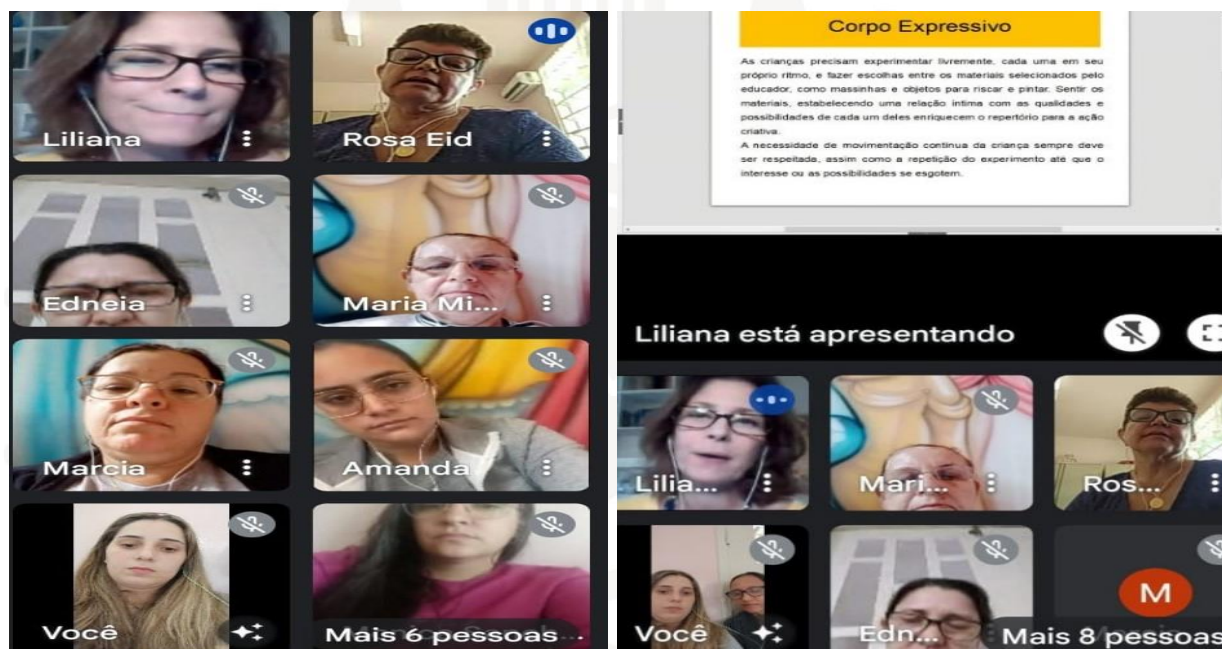 Liliana
Rosa Eid
Edneia
Maria Mi...
Marcia
Amanda
Você
Mais 6 pessoas
Corpo Expressivo
As crianças precisam experimentar livremente, cada uma em seu
próprio ritmo, e fazer escolhas entre os materiais selecionados pelo
educador, como massinhas e objetos para riscar e pintar. Sentir os
materiais, estabelecendo uma relação íntima com as qualidades e
possibilidades de cada um deles enriquecem o repertório para a ação
criativa.
A necessidade de movimentação contínua da criança sempre deve
ser respeitada, assim como a repetição do experimento até que o
interesse ou as possibilidades se esgotem.
Liliana está apresentando
Lilia...
Mari...
Ros...
Você
Edn...
M
Mais 8 pessoas